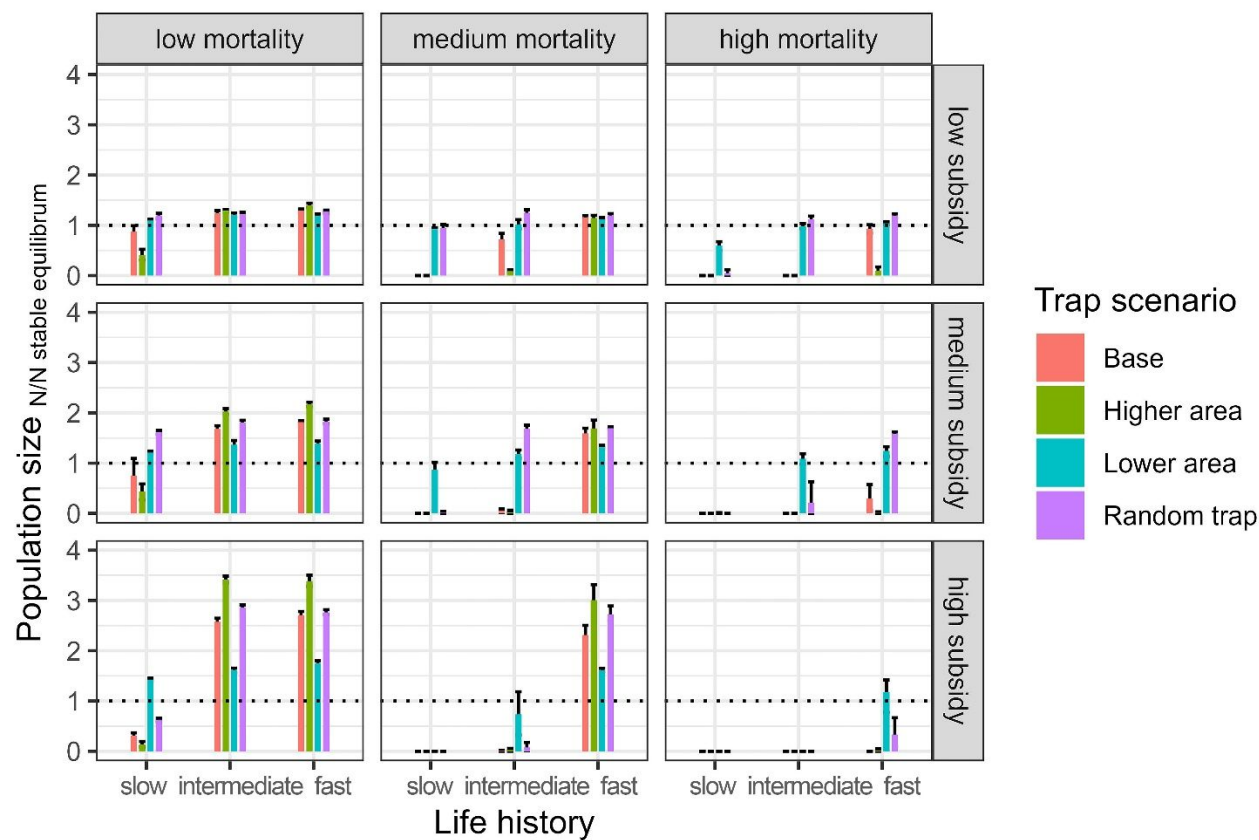 low mortality medium mortality high mortality
4
3
2
1
0
low subsidy
4
3
2
1
0
medium subsidy
4
3
2
1
0
high subsidy
Population size N/N stable equilibrum
slow intermediate fast slow intermediate fast slow intermediate fast
Life history
Trap scenario
Base
Higher area
Lower area
Random trap